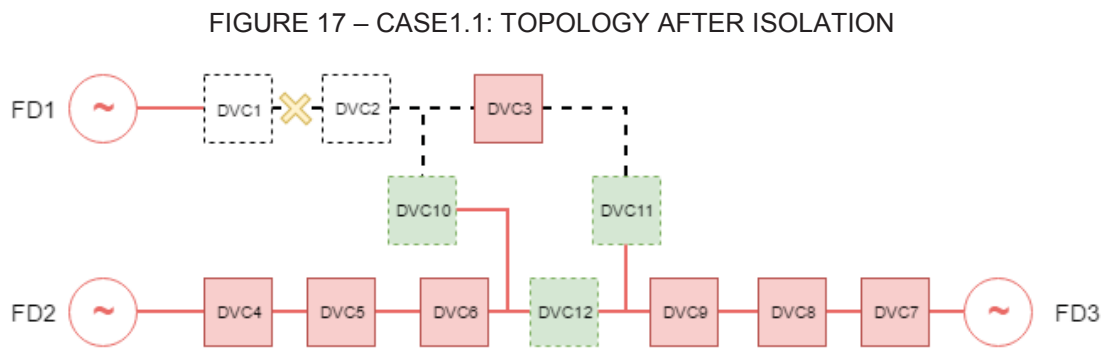 FIGURE 17 – CASE1.1: TOPOLOGY AFTER ISOLATION
FD1 ~ DVC1 DVC2 DVC3
DVC10 DVC11
FD2 ~ DVC4 DVC5 DVC6 DVC12 DVC9 DVC8 DVC7 ~ FD3